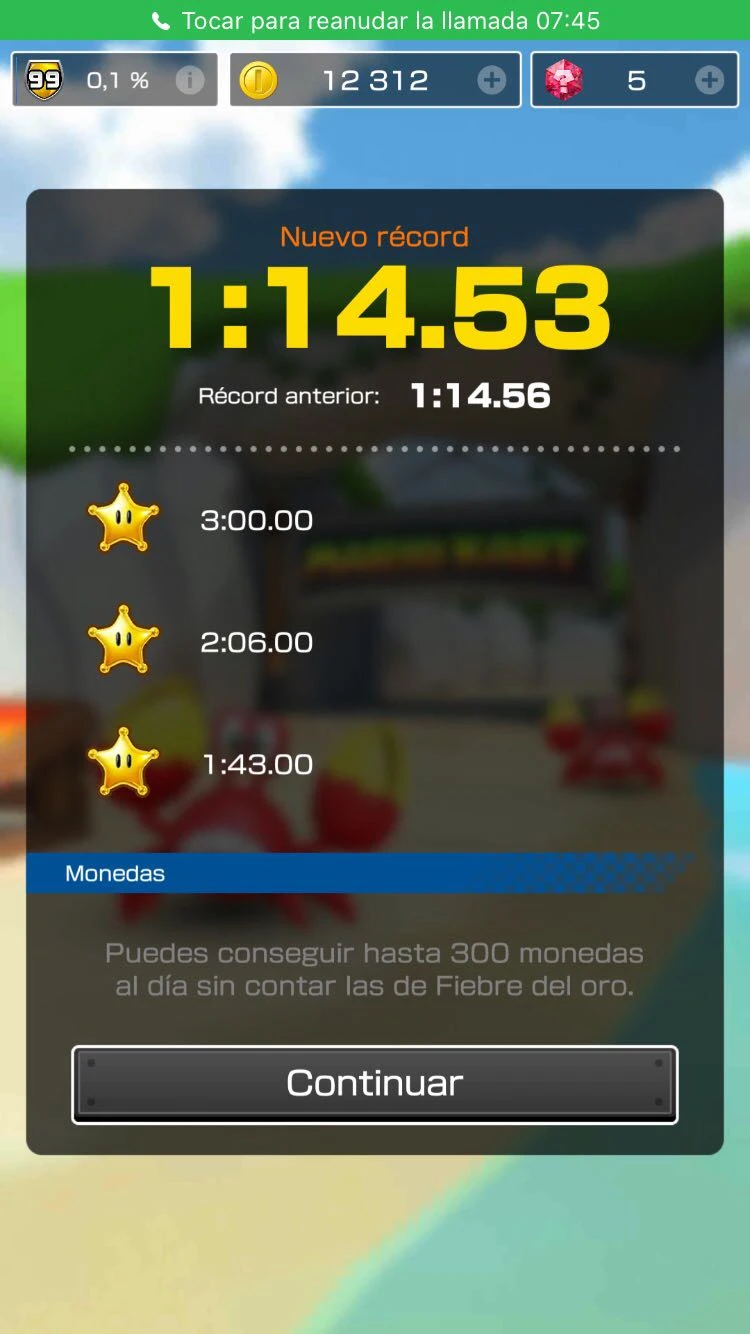 Tocar para reanudar la llamada 07:45
99 0,1 % i 12 312 + 5 +
Nuevo récord
1:14.53
Récord anterior: 1:14.56
3:00.00
2:06.00
1:43.00
Monedas
Puedes conseguir hasta 300 monedas
al día sin contar las de Fiebre del oro.
Continuar